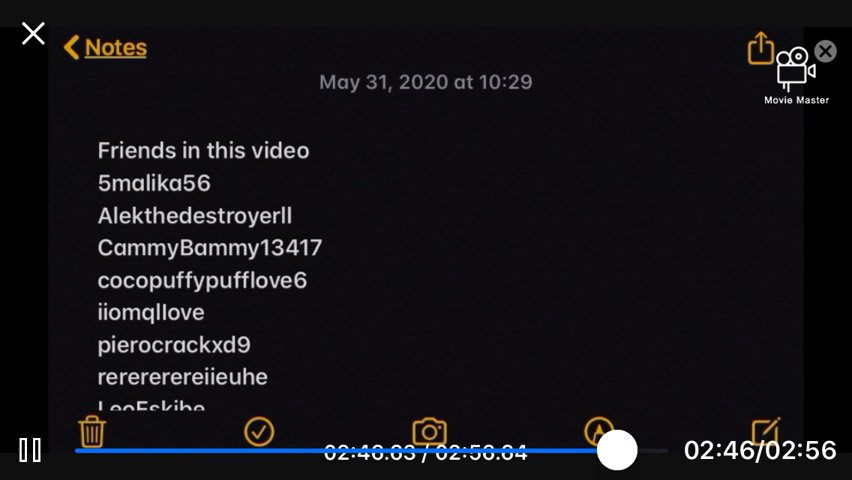 Notes
May 31, 2020 at 10:29
Movie Master
Friends in this video
5malika56
Alekthedestroyerll
CammyBammy13417
cocopuffypufflove6
iiomqllove
pierocrackxd9
rerererereiieuhe
02:46/02:56